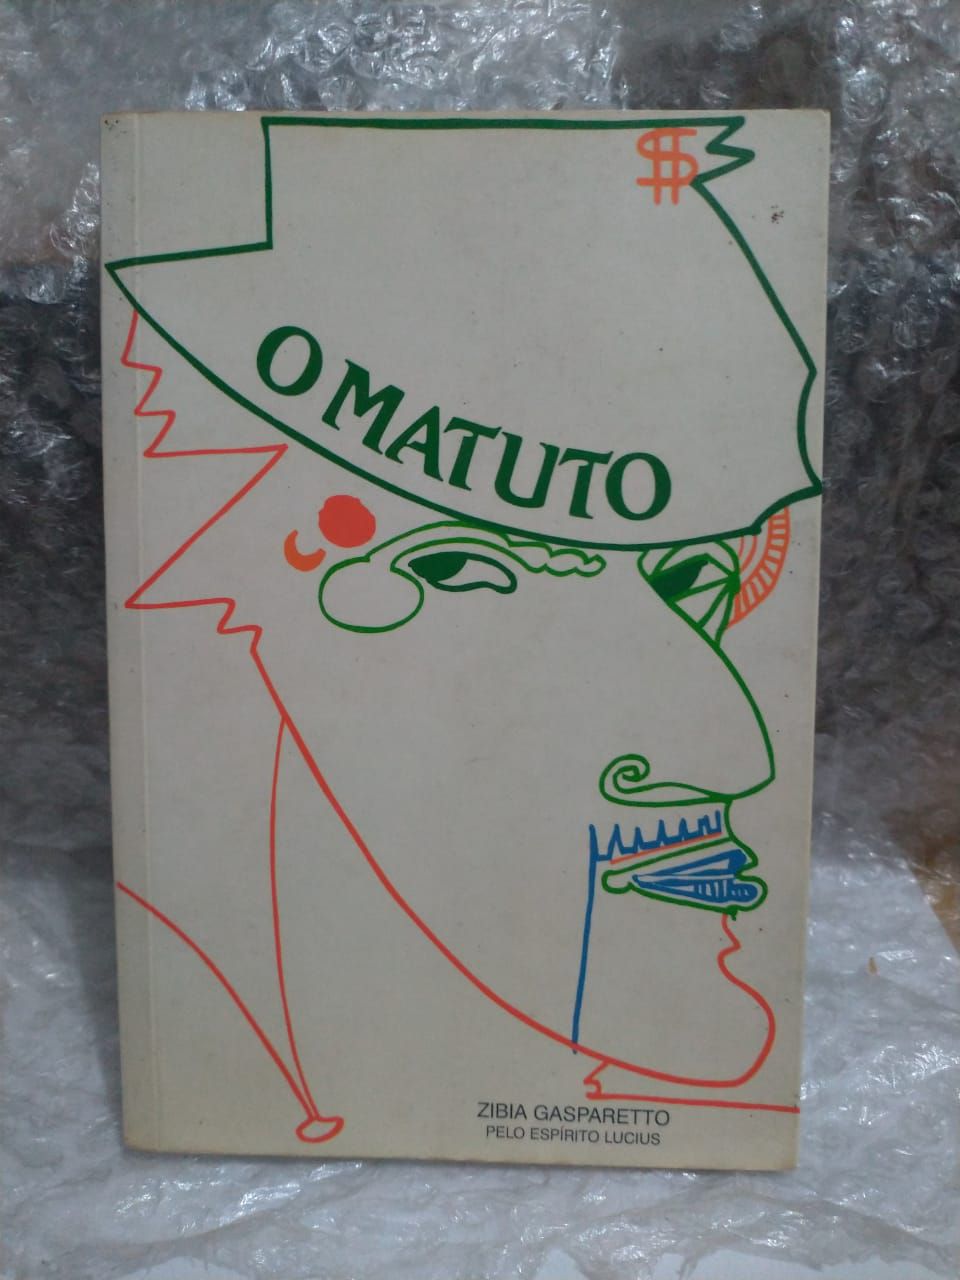 $
O MATUTO
ZIBIA GASPARETTO
PELO ESPÍRITO LUCIUS